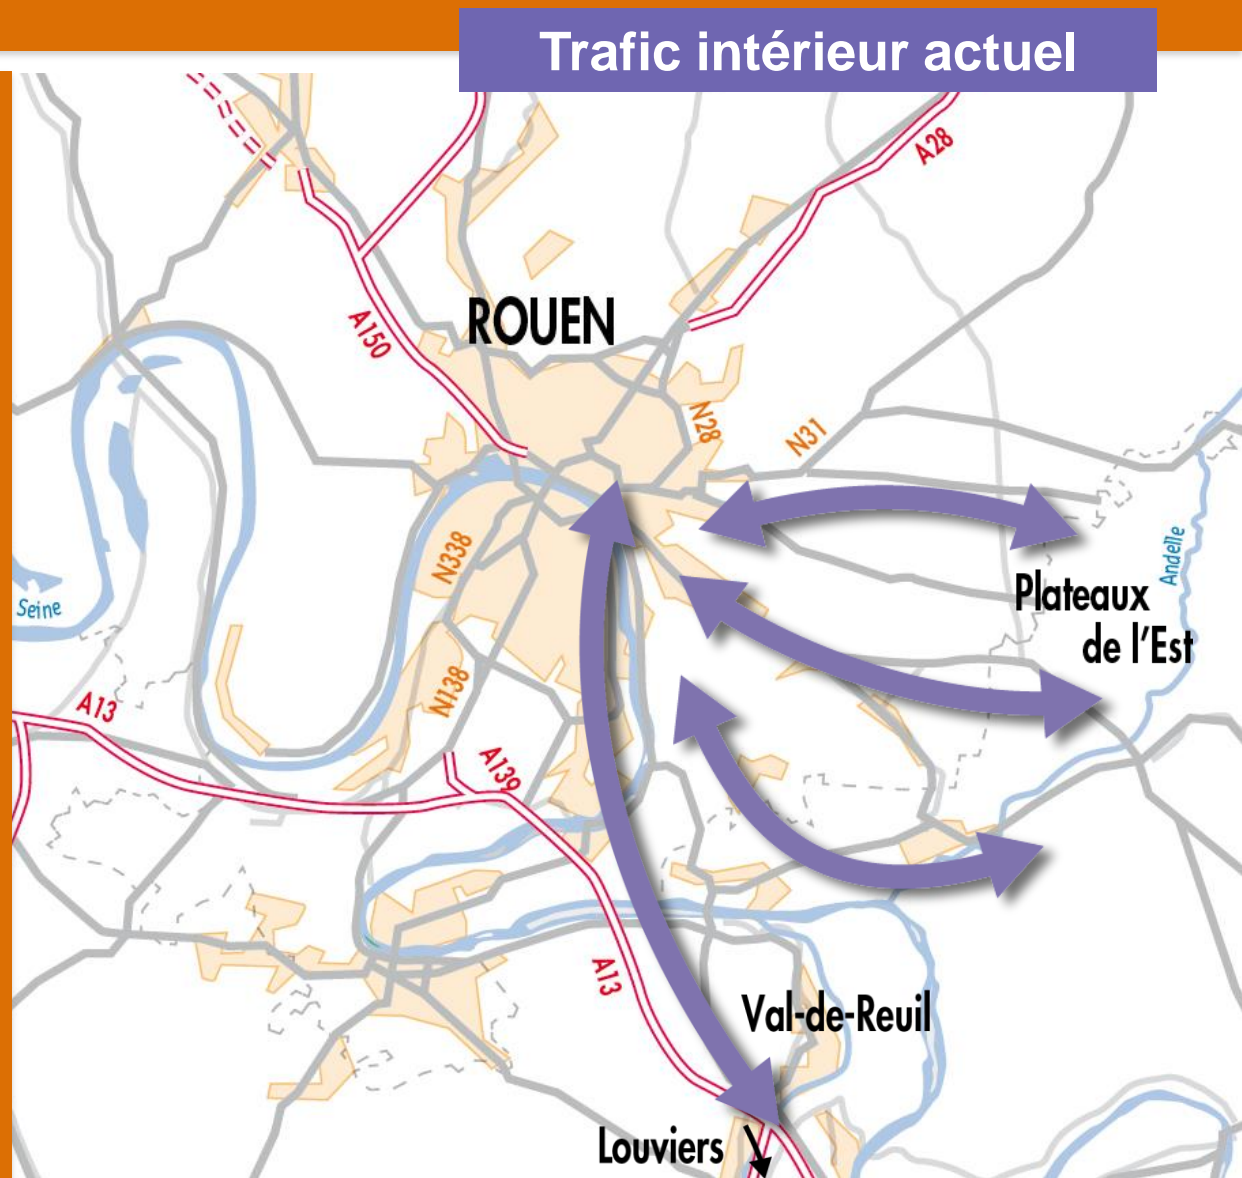 Trafic intérieur actuel
A28
ROUEN
A150
N28
N31
N338
Andelle
Seine
Plateaux
de l'Est
N138
A13
A139
A13
Val-de-Reuil
Louviers